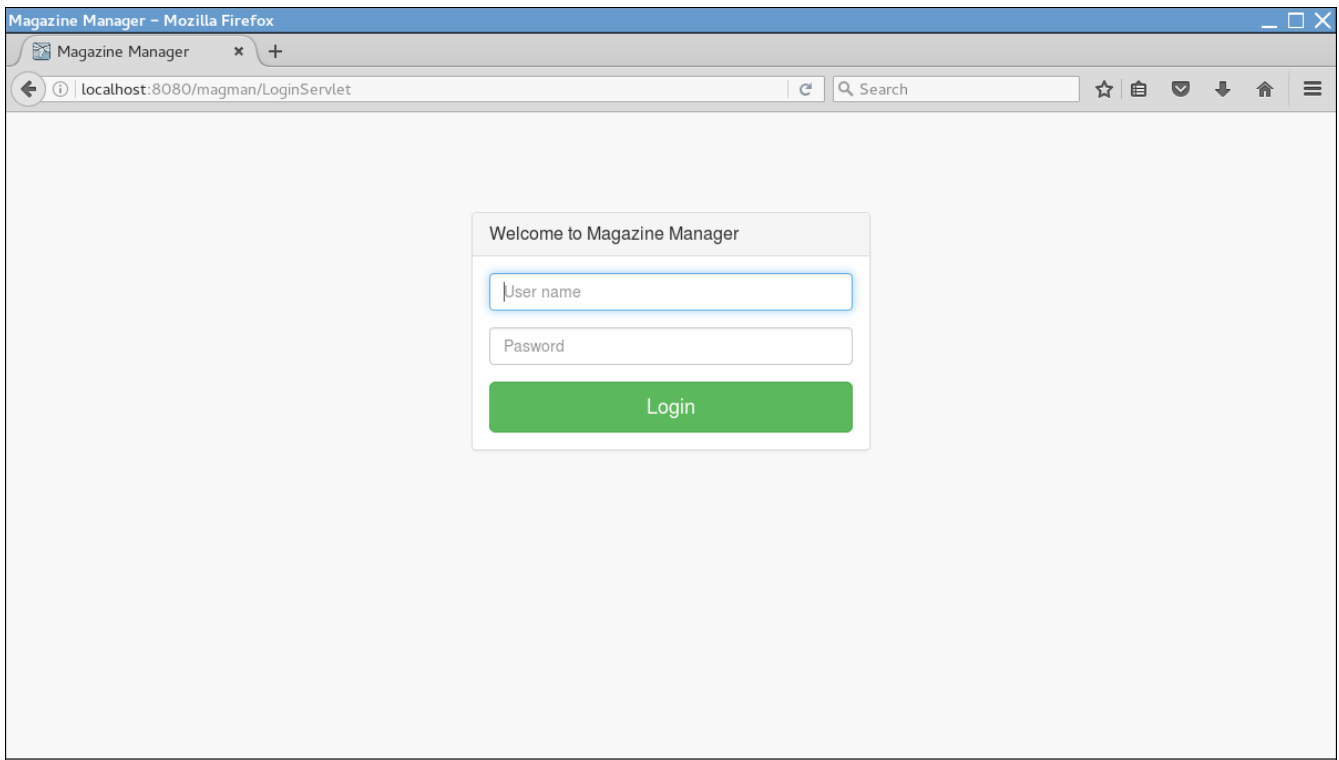 Magazine Manager – Mozilla Firefox
Magazine Manager
localhost:8080/magman/LoginServlet
Search
Welcome to Magazine Manager
User name
Pasword
Login